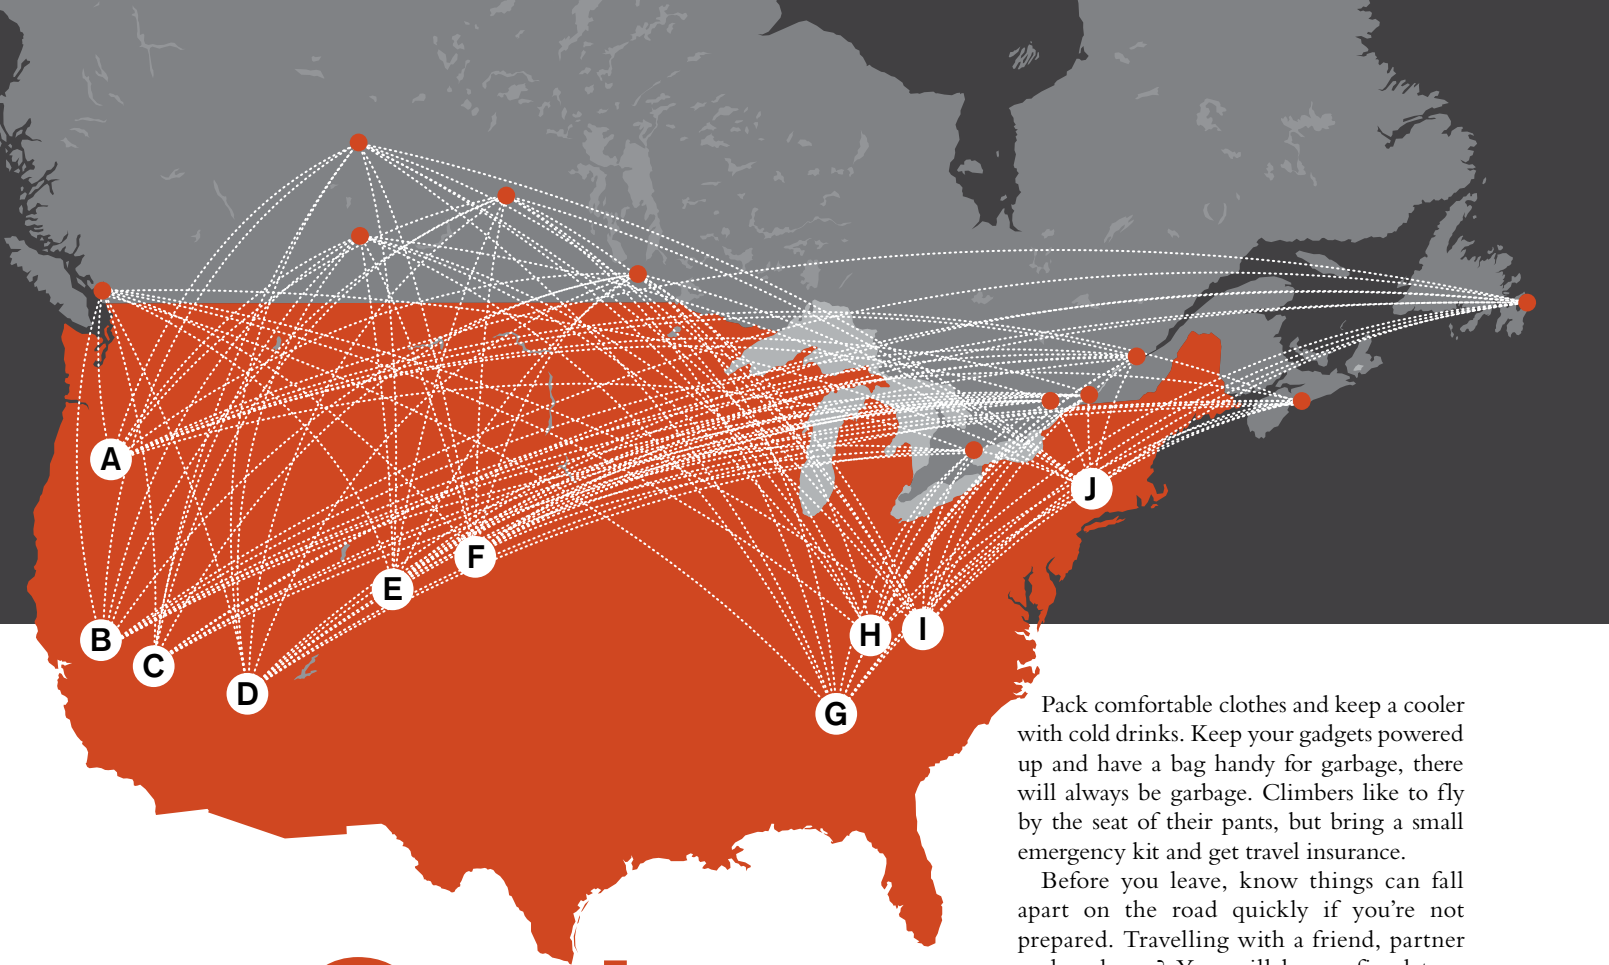 A
J
F
E
B
C
D
H
I
G
Pack comfortable clothes and keep a cooler
with cold drinks. Keep your gadgets powered
up and have a bag handy for garbage, there
will always be garbage. Climbers like to fly
by the seat of their pants, but bring a small
emergency kit and get travel insurance.
Before you leave, know things can fall
apart on the road quickly if you’re not
prepared. Travelling with a friend, partner